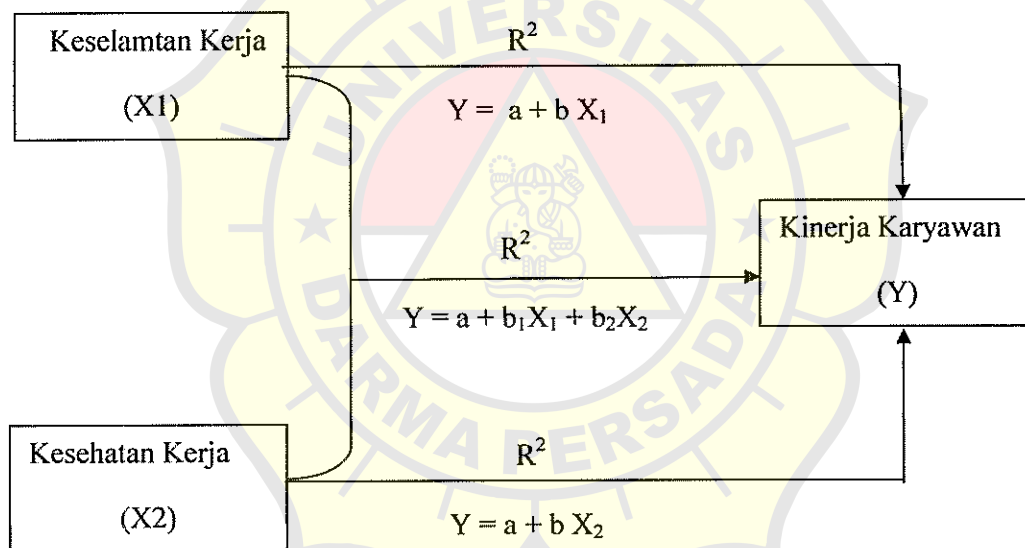 Keselamtan Kerja
(X1)
R²
Y = a + b X₁
UNIVERSITAS
Kinerja Karyawan
(Y)
R²
Y = a + b₁X₁ + b₂X₂
DARMA PERSADA
Kesehatan Kerja
(X2)
R²
Y = a + b X₂